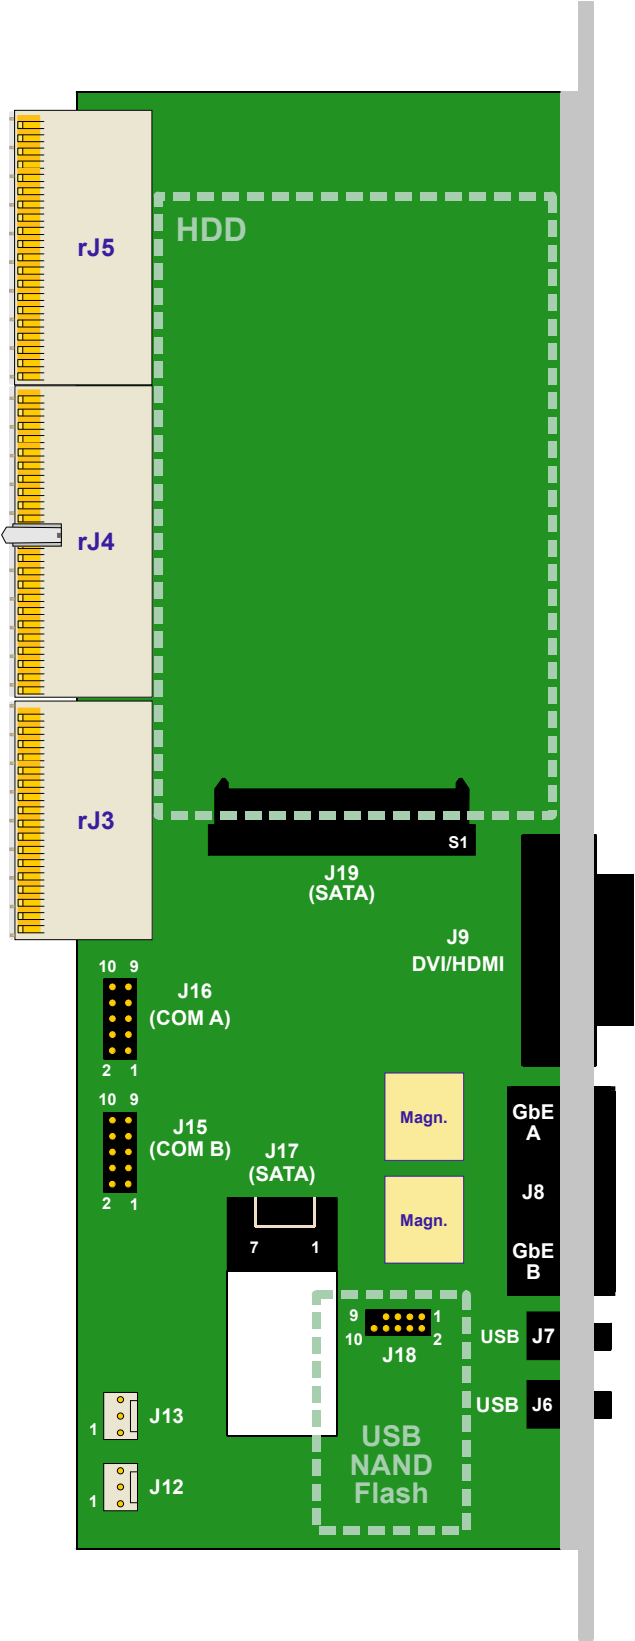 HDD
rJ5
rJ4
rJ3
S1
J19
(SATA)
J9
DVI/HDMI
10 9
J16
(COM A)
2 1
10 9
J15
(COM B)
2 1
J17
(SATA)
7 1
Magn.
Magn.
GbE
A
J8
GbE
B
9 1
10 2
J18
USB J7
USB J6
USB
NAND
Flash
1 J13
1 J12